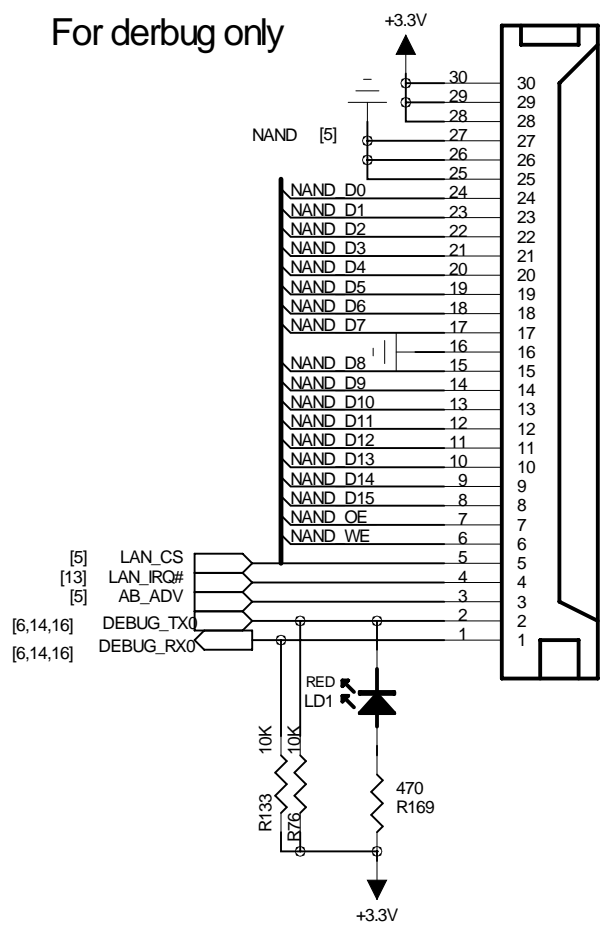 For derbug only
+3.3V
30 30
29 29
28 28
NAND [5] 27 27
26 26
25 25
NAND_D0 24 24
NAND_D1 23 23
NAND_D2 22 22
NAND_D3 21 21
NAND_D4 20 20
NAND_D5 19 19
NAND_D6 18 18
NAND_D7 17 17
16 16
NAND_D8 15 15
NAND_D9 14 14
NAND_D10 13 13
NAND_D11 12 12
NAND_D12 11 11
NAND_D13 10 10
NAND_D14 9 9
NAND_D15 8 8
NAND_OE 7 7
NAND_WE 6 6
[5] LAN_CS 5 5
[13] LAN_IRQ# 4 4
[5] AB_ADV 3 3
[6,14,16] DEBUG_TX0 2 2
[6,14,16] DEBUG_RX0 1 1
RED
LD1
10K 10K
R133 R76
470
R169
+3.3V